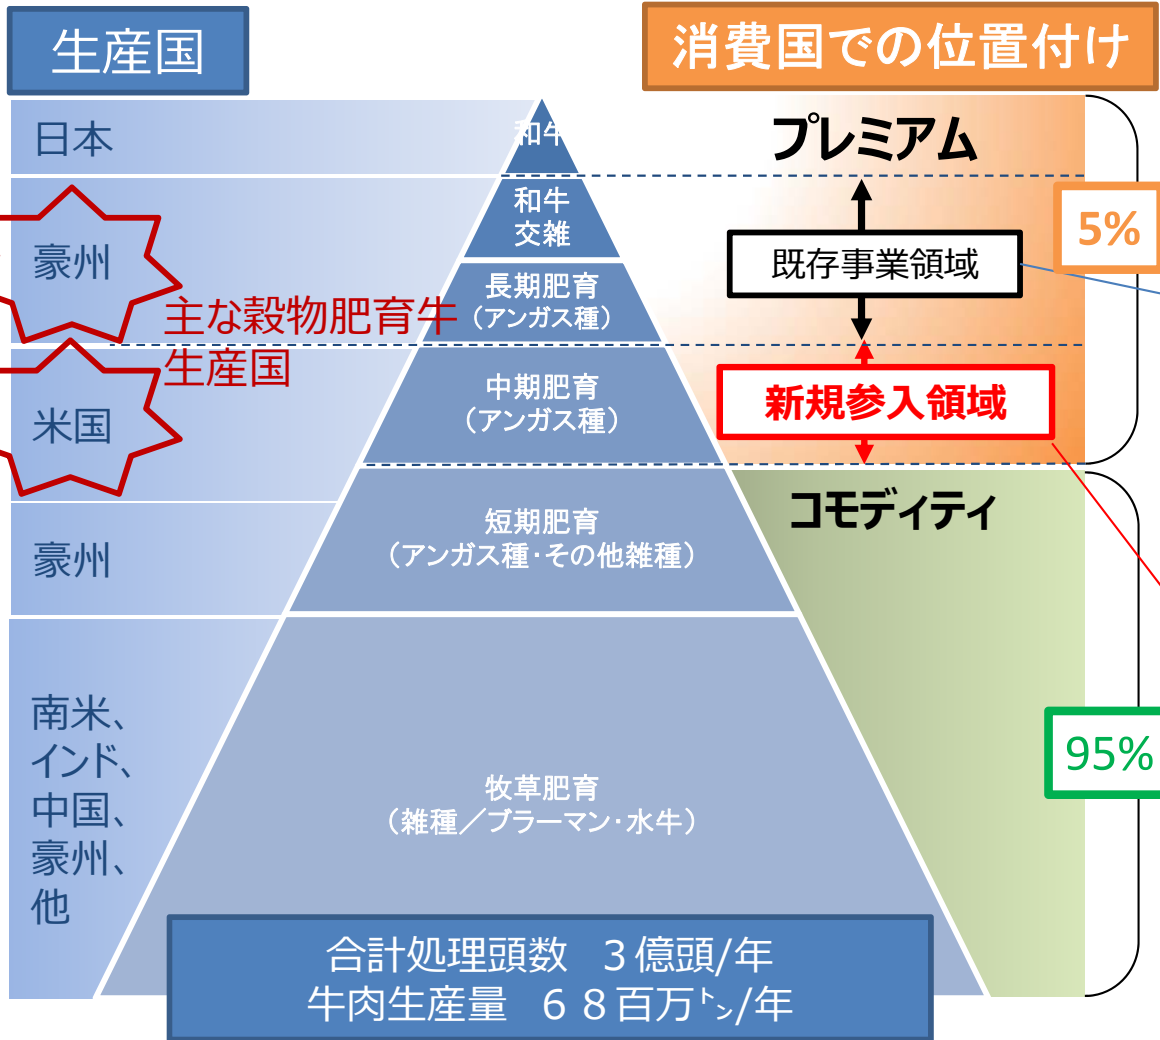 生産国
消費国での位置付け
日本
和牛
プレミアム
豪州
和牛
交雑
既存事業領域
5%
長期肥育
（アンガス種）
主な穀物肥育牛
生産国
米国
中期肥育
（アンガス種）
新規参入領域
豪州
短期肥育
（アンガス種・その他雑種）
コモディティ
南米、
インド、
中国、
豪州、
他
牧草肥育
（雑種／ブラーマン・水牛）
95%
合計処理頭数　３億頭/年
牛肉生産量　６８百万㌧/年